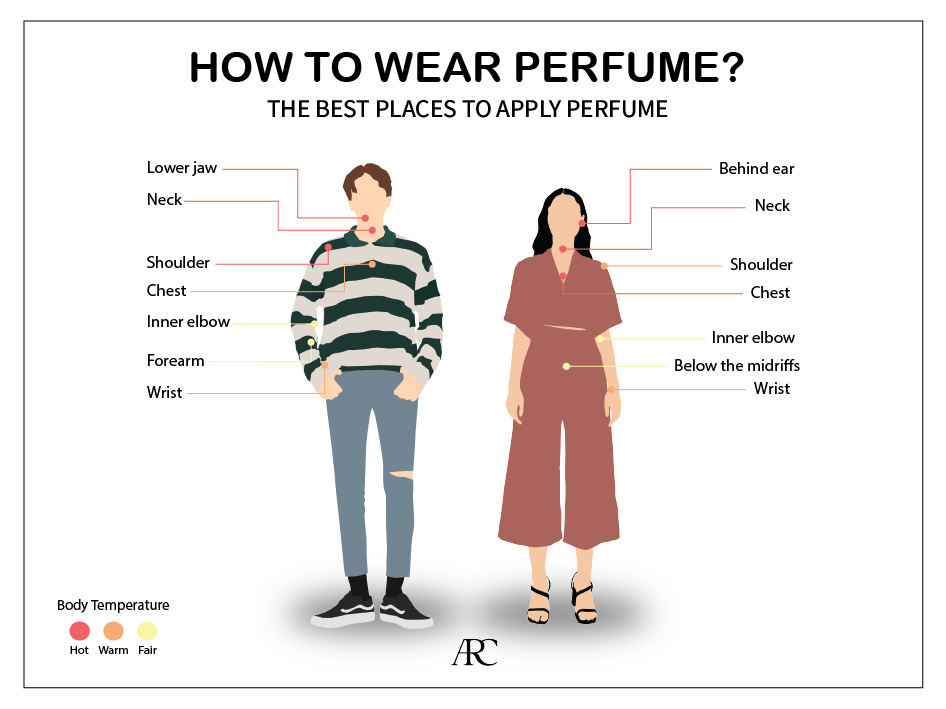 HOW TO WEAR PERFUME?
THE BEST PLACES TO APPLY PERFUME
Lower jaw
Neck
Shoulder
Chest
Inner elbow
Forearm
Wrist
Behind ear
Neck
Shoulder
Chest
Inner elbow
Below the midriffs
Wrist
Body Temperature
Hot Warm Fair
ARC